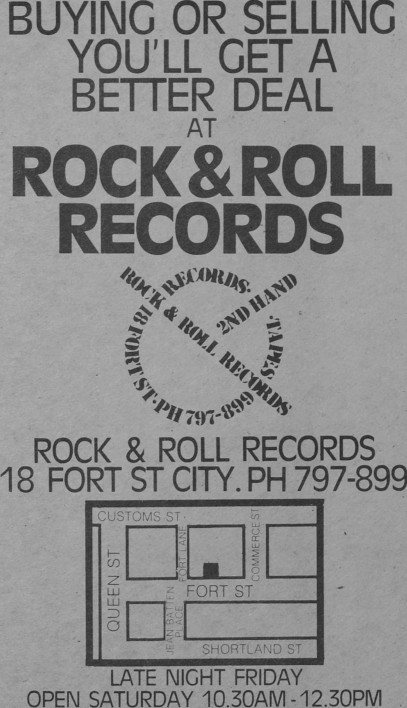 BUYING OR SELLING
YOU'LL GET A
BETTER DEAL
AT
ROCK & ROLL
RECORDS
RECORDS·
2ND HAND
·TAPES·
ROCK & ROLL RECORDS
18 FORT ST·PH 797-899
ROCK & ROLL RECORDS
18 FORT ST CITY. PH 797-899
CUSTOMS ST·
QUEEN ST
FORT LANE
COMMERCE ST
FORT ST
JEAN BATTEN
PLACE
SHORTLAND ST
LATE NIGHT FRIDAY
OPEN SATURDAY 10.30AM - 12.30PM